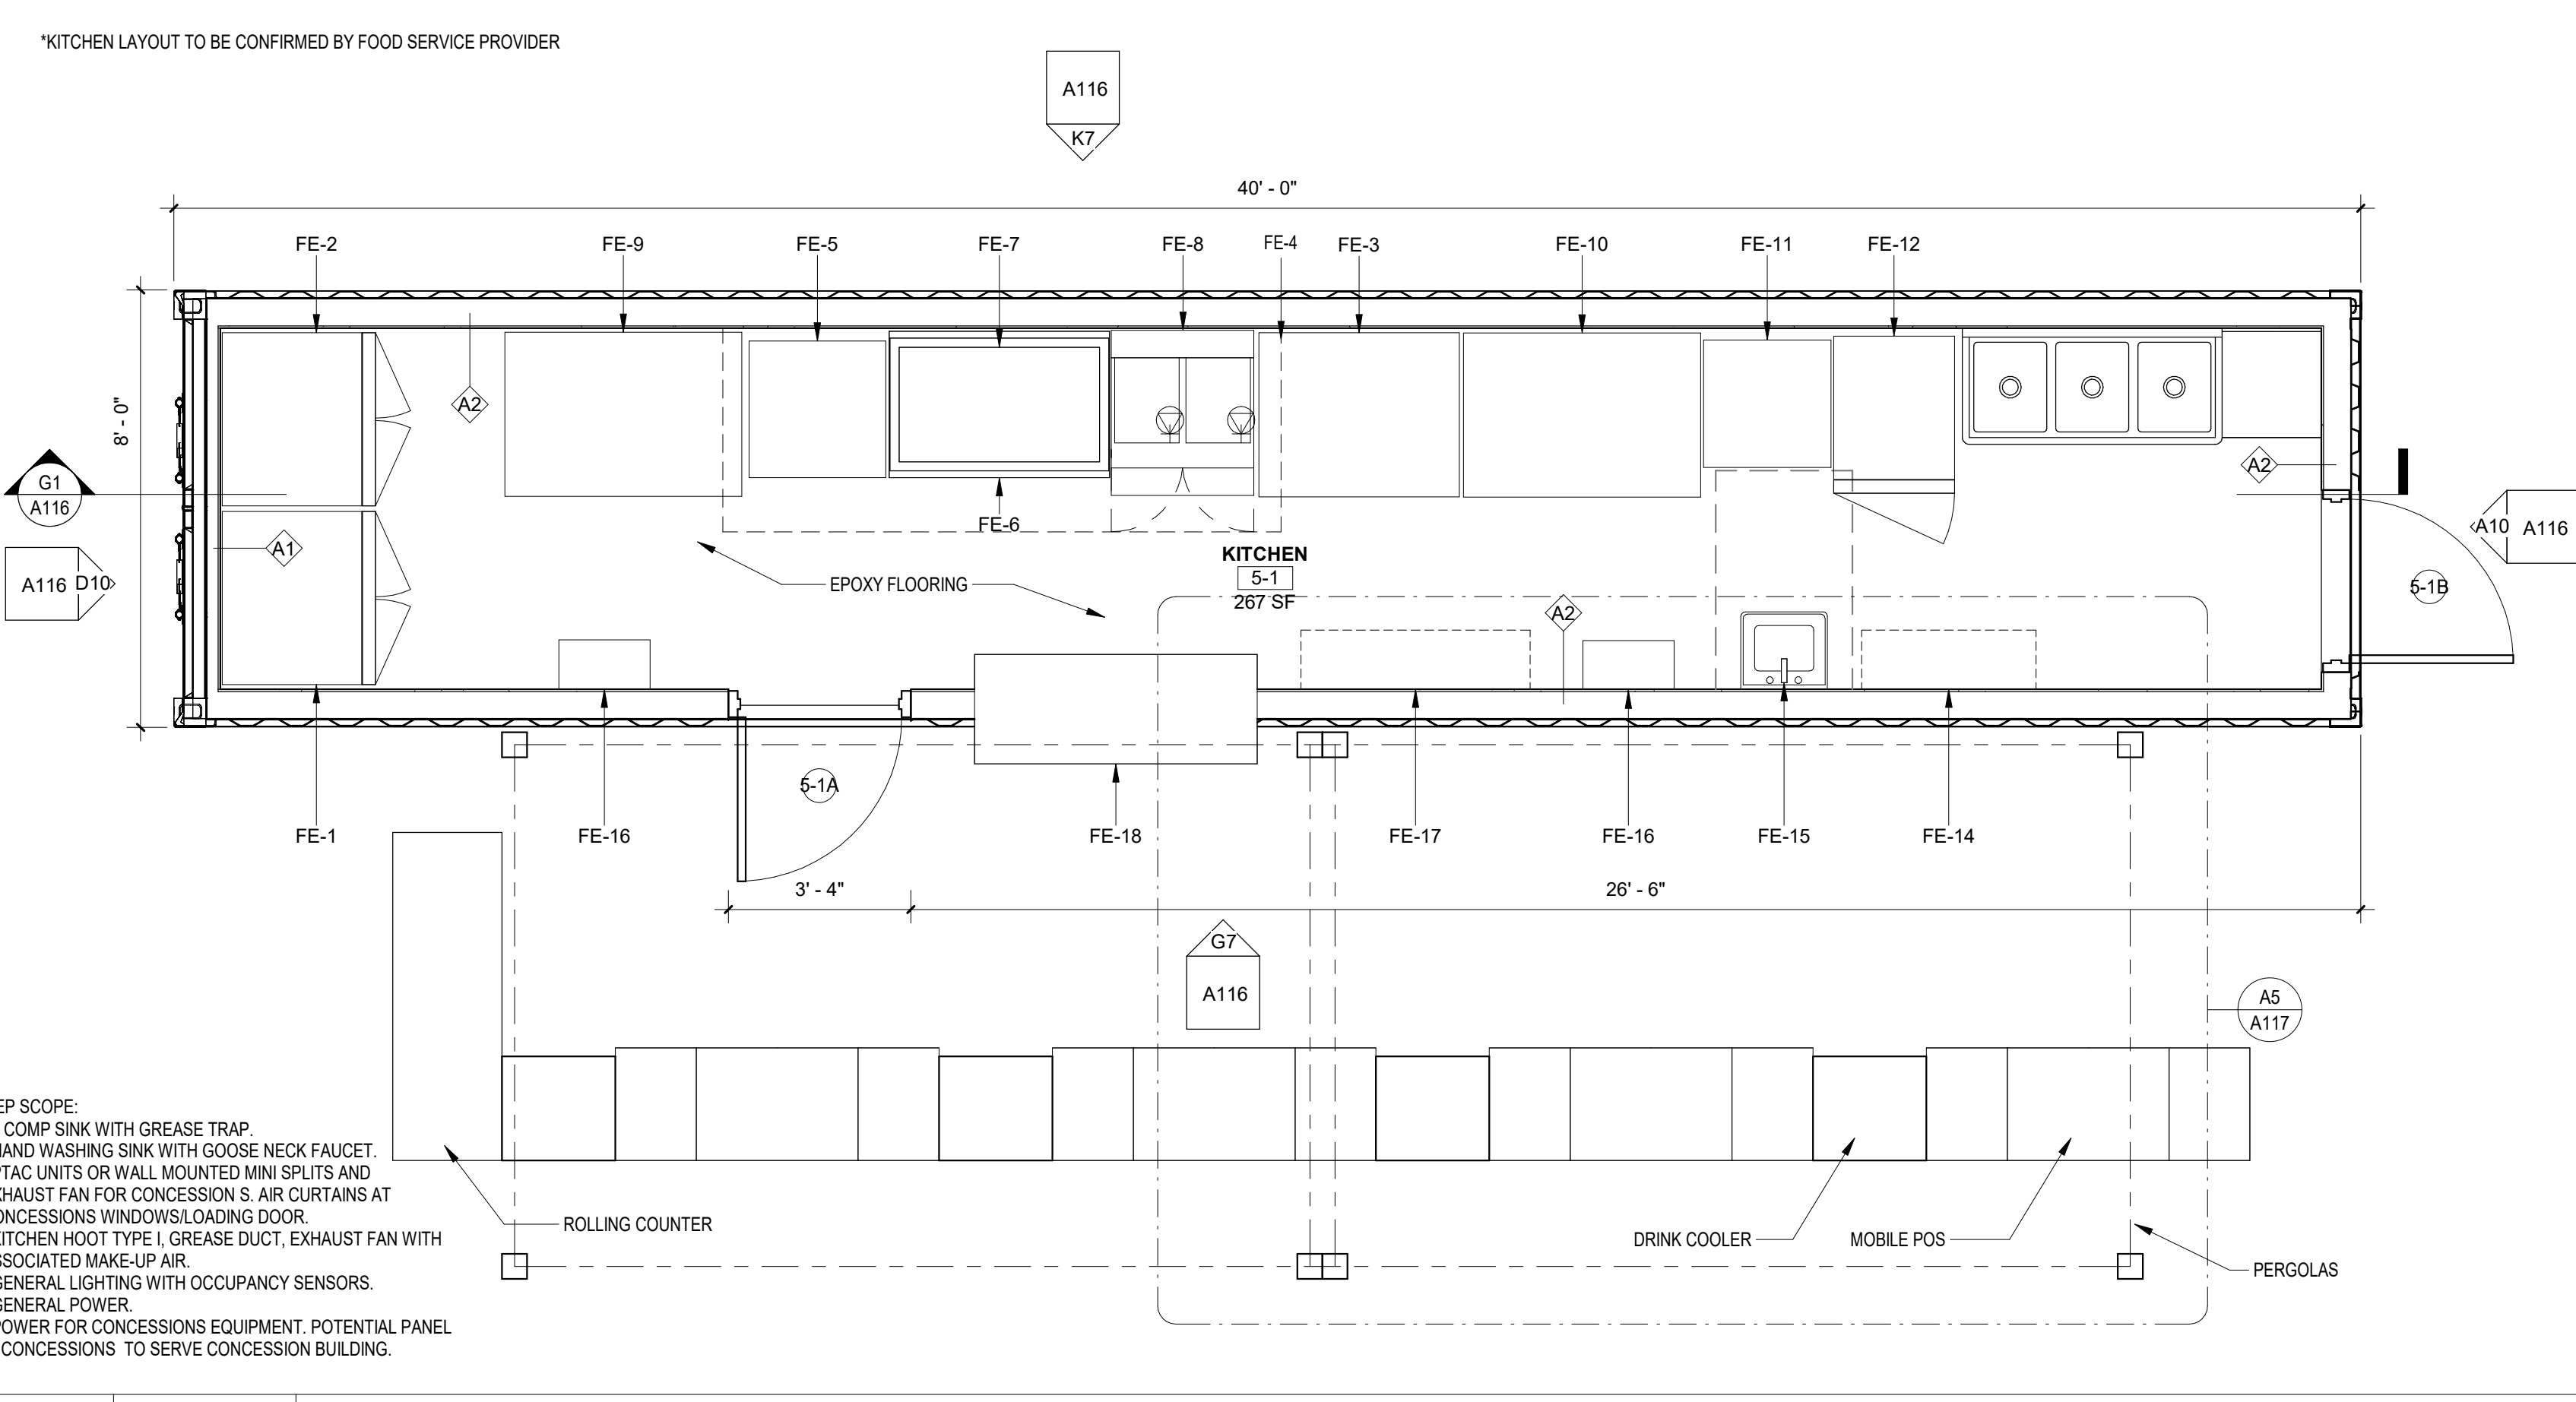 *KITCHEN LAYOUT TO BE CONFIRMED BY FOOD SERVICE PROVIDER
A116
K7
40' - 0"
FE-2
FE-9
FE-5
FE-7
FE-8
FE-4
FE-3
FE-10
FE-11
FE-12
8' - 0"
A2
G1
A116
A2
FE-6
A1
A116
D10
KITCHEN
5-1
267 SF
EPOXY FLOORING
A2
A10
A116
5-1B
5-1A
FE-1
FE-16
FE-18
FE-17
FE-16
FE-15
FE-14
3' - 4"
26' - 6"
G7
A116
A5
A117
EP SCOPE:
COMP SINK WITH GREASE TRAP.
HAND WASHING SINK WITH GOOSE NECK FAUCET.
PTAC UNITS OR WALL MOUNTED MINI SPLITS AND
XHAUST FAN FOR CONCESSION S. AIR CURTAINS AT
ONCESSIONS WINDOWS/LOADING DOOR.
KITCHEN HOOT TYPE I, GREASE DUCT, EXHAUST FAN WITH
SSOCIATED MAKE-UP AIR.
GENERAL LIGHTING WITH OCCUPANCY SENSORS.
GENERAL POWER.
POWER FOR CONCESSIONS EQUIPMENT. POTENTIAL PANEL
CONCESSIONS  TO SERVE CONCESSION BUILDING.
ROLLING COUNTER
DRINK COOLER
MOBILE POS
PERGOLAS